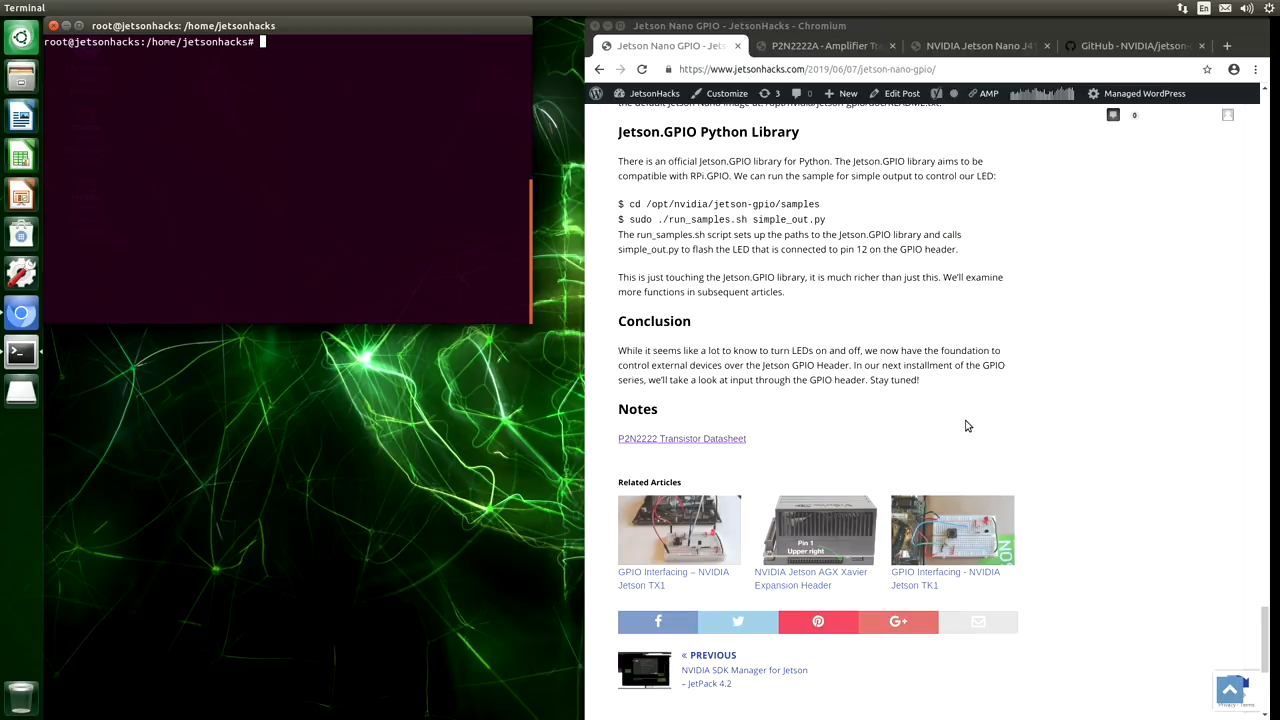 Terminal
En
root@jetsonhacks: /home/jetsonhacks
root@jetsonhacks:/home/jetsonhacks#
Jetson Nano GPIO - JetsonHacks - Chromium
Jetson Nano GPIO - Jets
P2N2222A - Amplifier Tra
NVIDIA Jetson Nano J41
GitHub - NVIDIA/jetson-
https://www.jetsonhacks.com/2019/06/07/jetson-nano-gpio/
JetsonHacks
Customize
3
0
New
Edit Post
AMP
Managed WordPress
0
Jetson.GPIO Python Library
There is an official Jetson.GPIO library for Python. The Jetson.GPIO library aims to be
compatible with RPi.GPIO. We can run the sample for simple output to control our LED:
$ cd /opt/nvidia/jetson-gpio/samples
$ sudo ./run_samples.sh simple_out.py
The run_samples.sh script sets up the paths to the Jetson.GPIO library and calls
simple_out.py to flash the LED that is connected to pin 12 on the GPIO header.
This is just touching the Jetson.GPIO library, it is much richer than just this. We'll examine
more functions in subsequent articles.
Conclusion
While it seems like a lot to know to turn LEDs on and off, we now have the foundation to
control external devices over the Jetson GPIO Header. In our next installment of the GPIO
series, we'll take a look at input through the GPIO header. Stay tuned!
Notes
P2N2222 Transistor Datasheet
Related Articles
Pin 1
Upper right
GPIO Interfacing – NVIDIA
Jetson TX1
NVIDIA Jetson AGX Xavier
Expansion Header
GPIO Interfacing - NVIDIA
Jetson TK1
G+
« PREVIOUS
NVIDIA SDK Manager for Jetson
– JetPack 4.2
Privacy - Terms